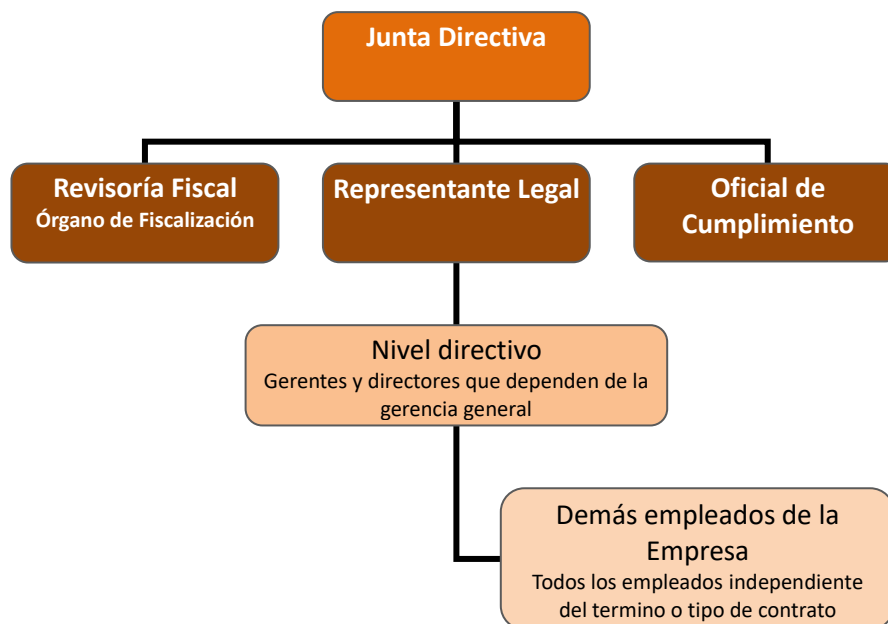 Junta Directiva
Revisoría Fiscal
Órgano de Fiscalización
Representante Legal
Oficial de
Cumplimiento
Nivel directivo
Gerentes y directores que dependen de la
gerencia general
Demás empleados de la
Empresa
Todos los empleados independiente
del termino o tipo de contrato